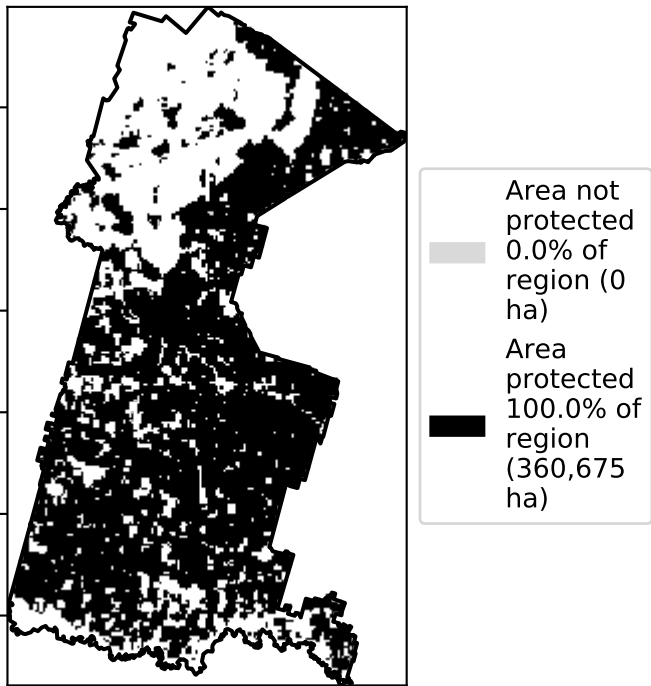 Area not
protected
0.0% of
region (0
ha)
Area
protected
100.0% of
region
(360,675
ha)